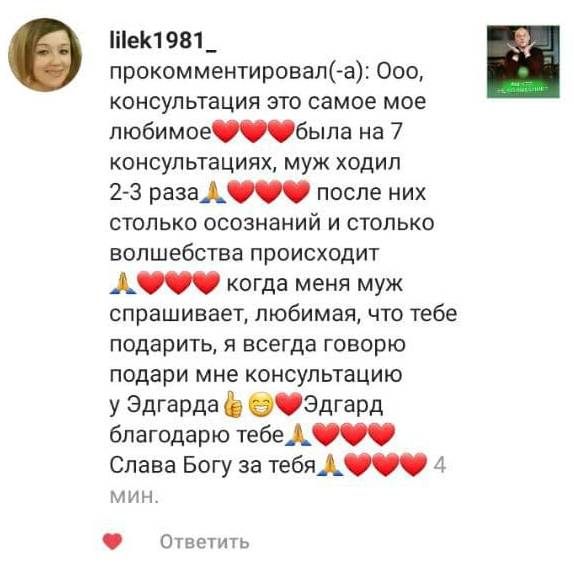 lilek1981_
прокомментировал(-а): Ооо,
консультация это самое мое
любимое❤️❤️❤️была на 7
консультациях, муж ходил
2-3 раза🙏❤️❤️❤️ после них
столько осознаний и столько
волшебства происходит
🙏❤️❤️❤️ когда меня муж
спрашивает, любимая, что тебе
подарить, я всегда говорю
подари мне консультацию
у Эдгарда👍😁❤️Эдгард
благодарю тебе🙏❤️❤️❤️
Слава Богу за тебя🙏❤️❤️❤️ 4
мин.
Ответить